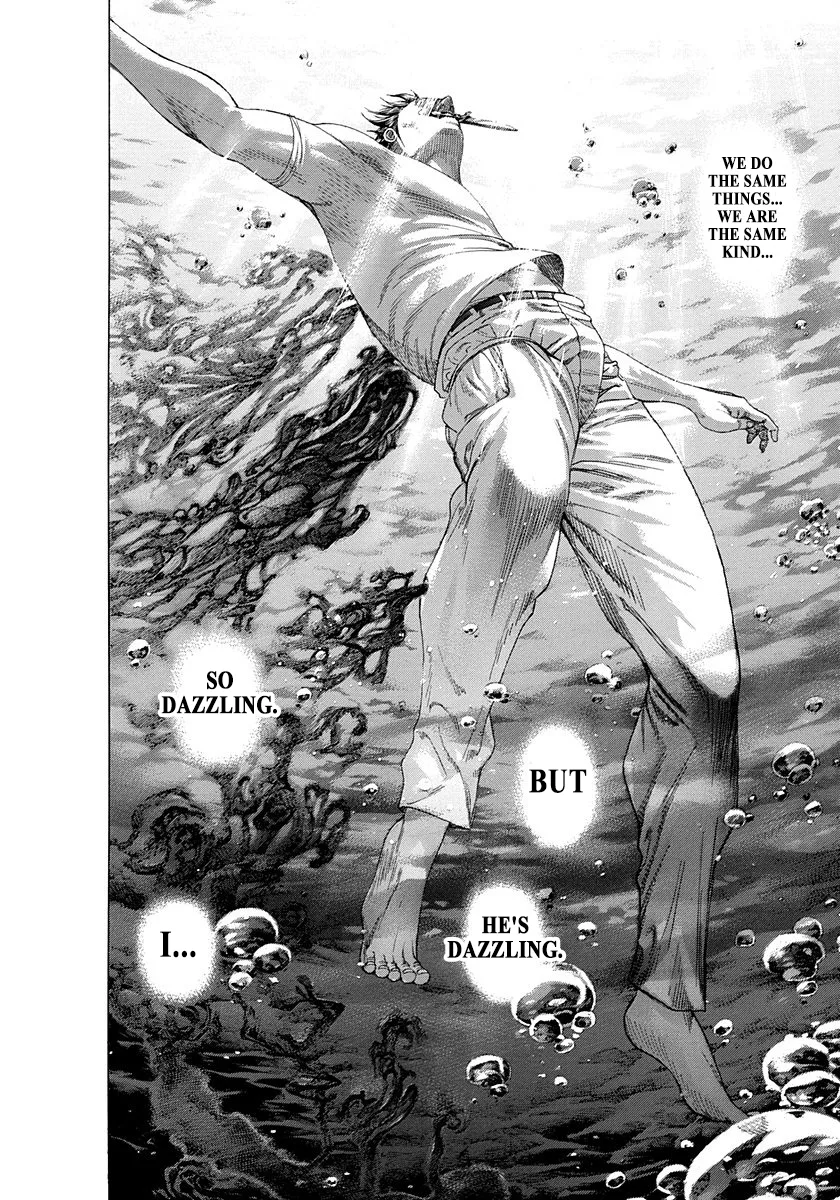 WE DO
THE SAME
THINGS...
WE ARE
THE SAME
KIND...
BUT
HE'S
DAZZLING.
SO
DAZZLING.
I...